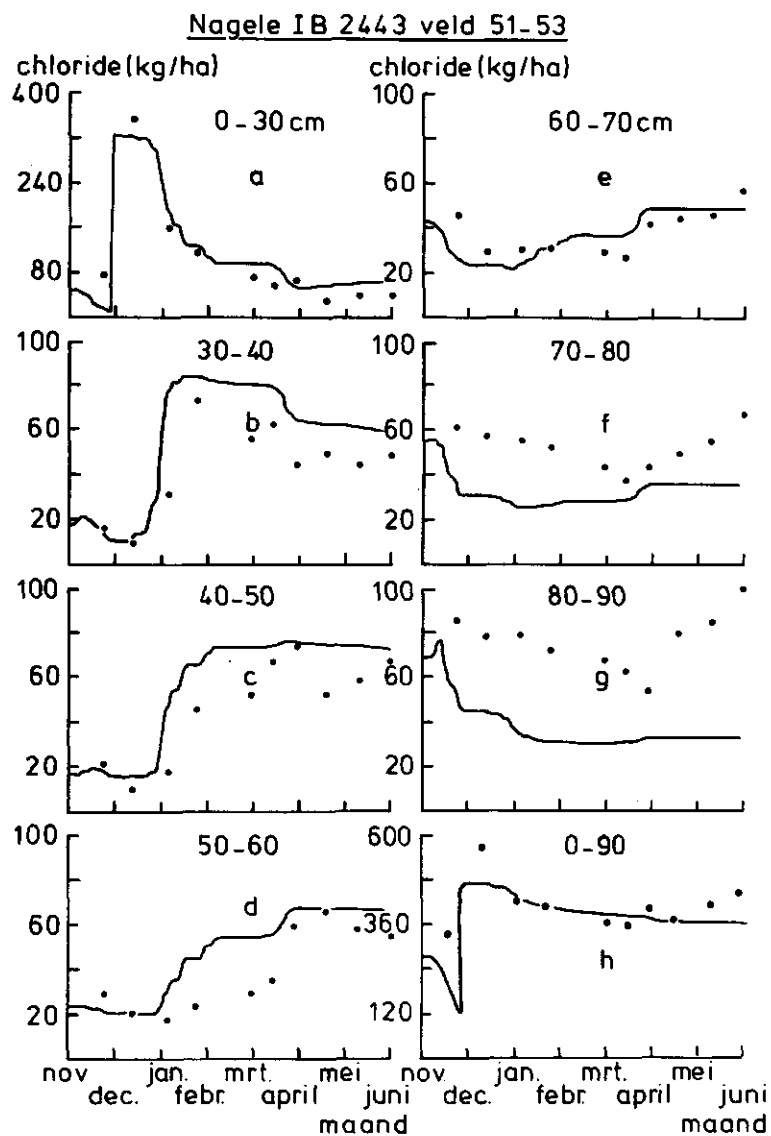 Nagele IB 2443 veld 51-53
chloride (kg/ha) chloride (kg/ha)
400 0-30 cm 100 60-70 cm
240 a 60 e
80 20
100 30-40 100 70-80
60 b 60 f
20 20
100 40-50 100 80-90
60 c 60 g
20 20
100 50-60 600 0-90
60 d 360 h
20 120
nov jan. mrt. mei nov jan. mrt. mei
dec. febr. april juni dec. febr. april juni
maand maand